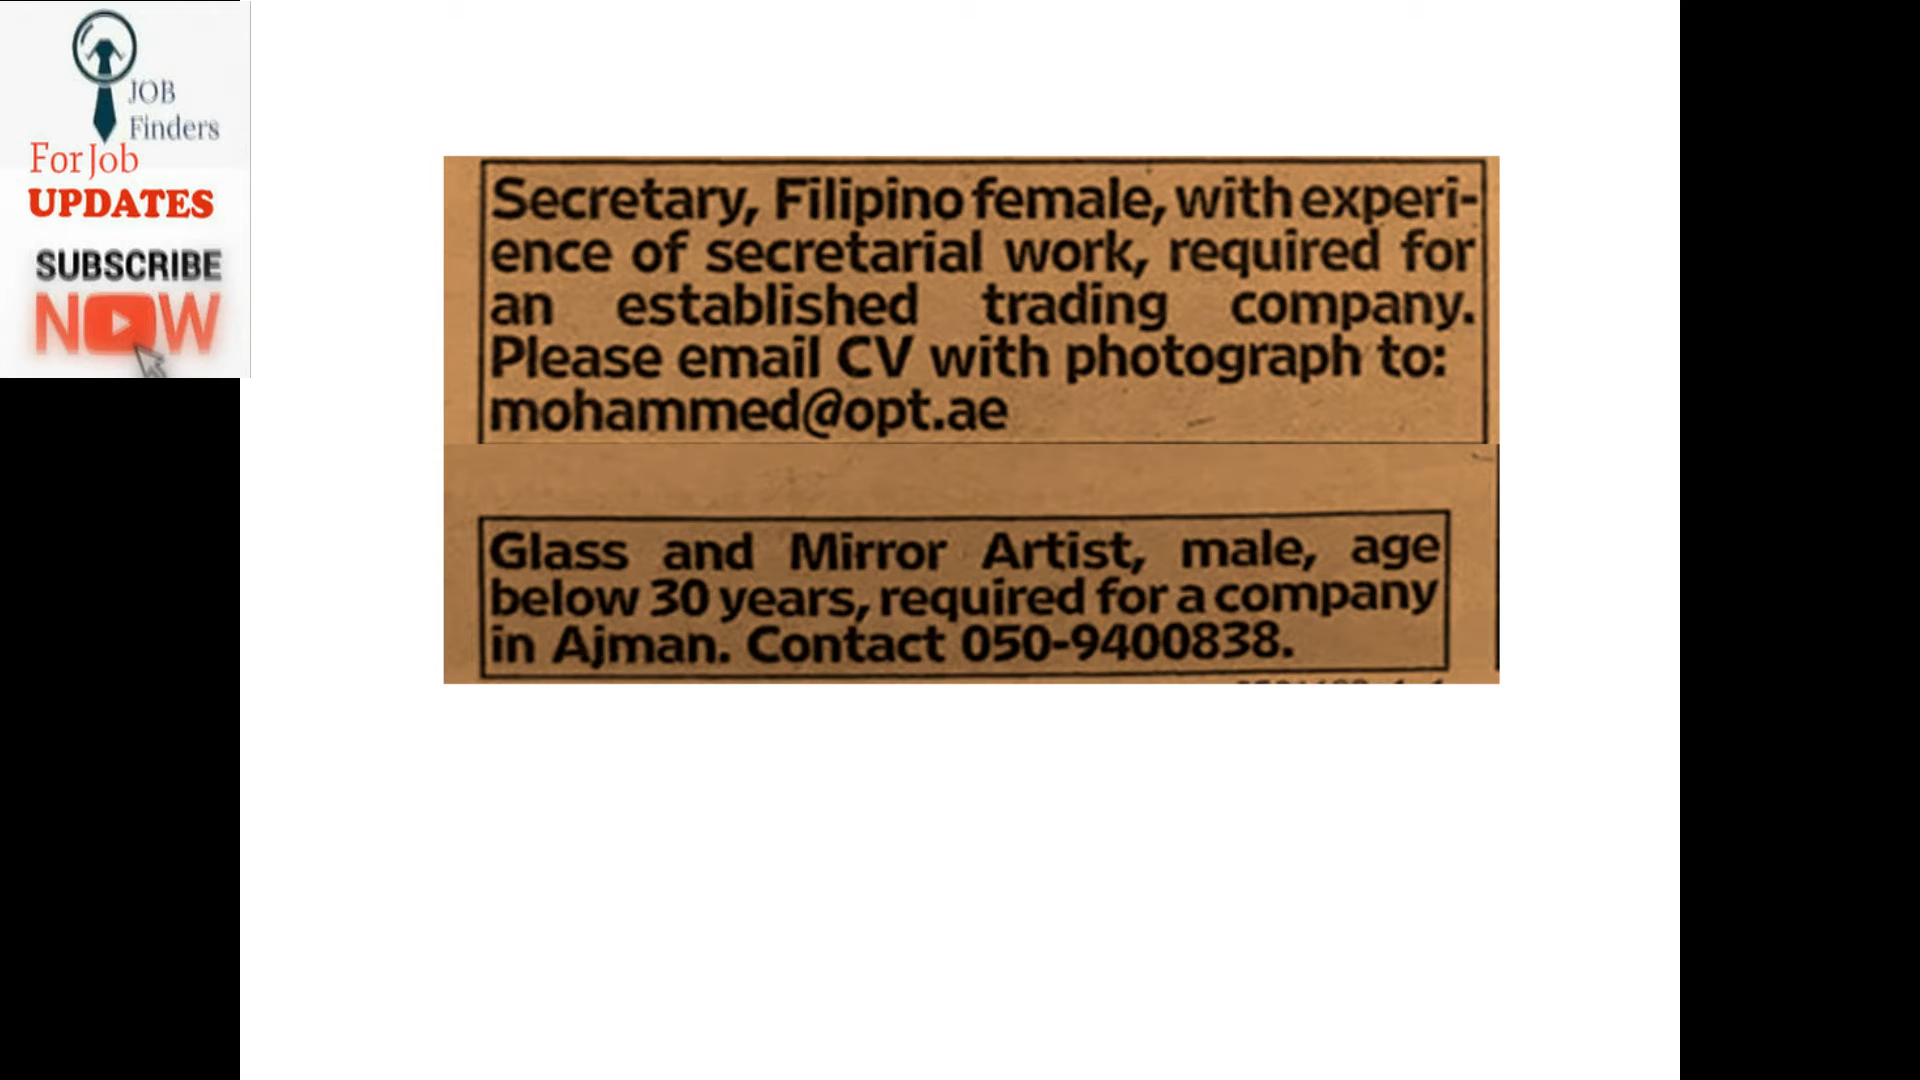 JOB
Finders
For Job
UPDATES
SUBSCRIBE
NOW
Secretary, Filipino female, with experi-
ence of secretarial work, required for
an established trading company.
Please email CV with photograph to:
mohammed@opt.ae
Glass and Mirror Artist, male, age
below 30 years, required for a company
in Ajman. Contact 050-9400838.